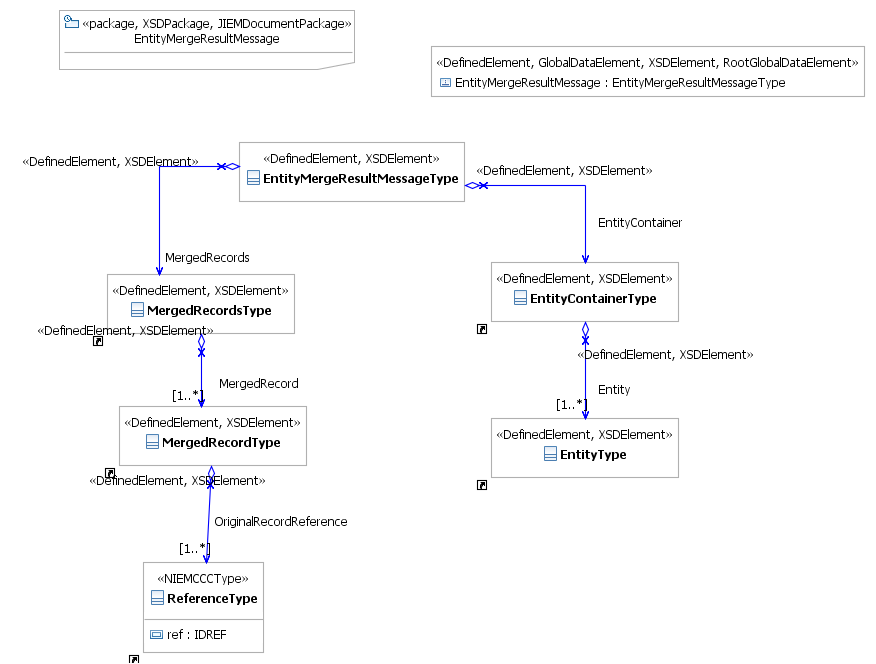 «package, XSDPackage, JIEMDocumentPackage»
EntityMergeResultMessage
«DefinedElement, GlobalDataElement, XSDElement, RootGlobalDataElement»
EntityMergeResultMessage : EntityMergeResultMessageType
«DefinedElement, XSDElement»
«DefinedElement, XSDElement»
EntityMergeResultMessageType
«DefinedElement, XSDElement»
EntityContainer
MergedRecords
«DefinedElement, XSDElement»
MergedRecordsType
«DefinedElement, XSDElement»
EntityContainerType
«DefinedElement, XSDElement»
«DefinedElement, XSDElement»
MergedRecord
[1..*]
Entity
[1..*]
«DefinedElement, XSDElement»
MergedRecordType
«DefinedElement, XSDElement»
EntityType
«DefinedElement, XSDElement»
OriginalRecordReference
[1..*]
«NIEMCCCType»
ReferenceType
ref : IDREF